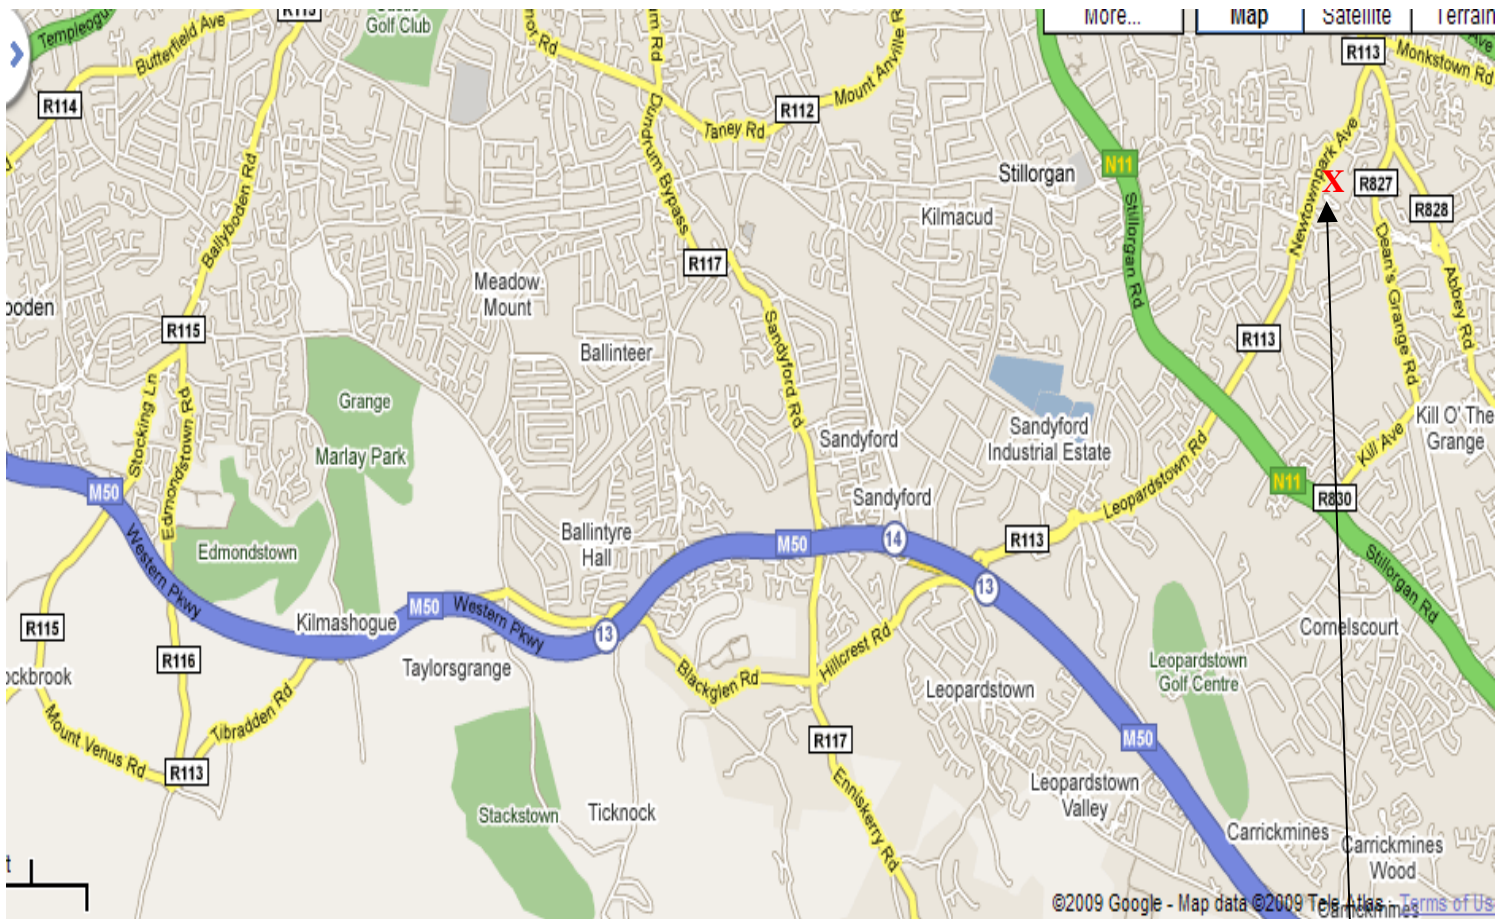 R113
Golf Club
More...
Map
Satellite
Terrain
Templeogue
Butterfield Ave
R114
R112
Mount Anville R
Taney Rd
R113
Monkstown Rd
Ave
Dundrum Bypass
Stillorgan
N11
Newtownpark Ave
X
R827
R828
Kilmacud
Stillorgan Rd
Ballyboden Rd
R117
Dean's Grange Rd
Abbey Rd
Meadow
Mount
R115
Sandyford Rd
R113
Ballinteer
Grange
Marlay Park
Stocking Ln
Edmondstown Rd
Sandyford
Sandyford
Industrial Estate
Kill O' The
Grange
Kill Ave
Leopardstown Rd
M50
Sandyford
N11
R830
Edmondstown
Ballintyre
Hall
M50
14
R113
Western Pkwy
13
Stillorgan Rd
M50
Western Pkwy
R115
Kilmashogue
13
Hillcrest Rd
Cornelscourt
R116
Taylorsgrange
Blackglen Rd
Leopardstown
Leopardstown
Golf Centre
Tibradden Rd
Mount Venus Rd
R117
M50
R113
Enniskerry Rd
Leopardstown
Valley
Stackstown
Ticknock
Carrickmines
Carrickmines
Wood
©2009 Google - Map data ©2009 Tele Atlas - Terms of Us
Carrickmines